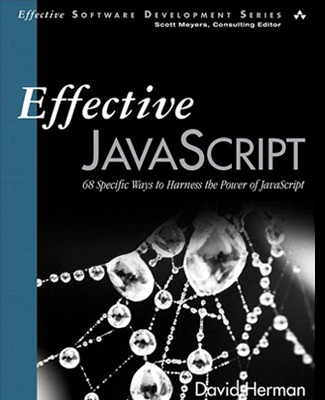 Effective Software Development Series
Scott Meyers, Consulting Editor
Effective
JavaScript
68 Specific Ways to Harness the Power of JavaScript
David Herman